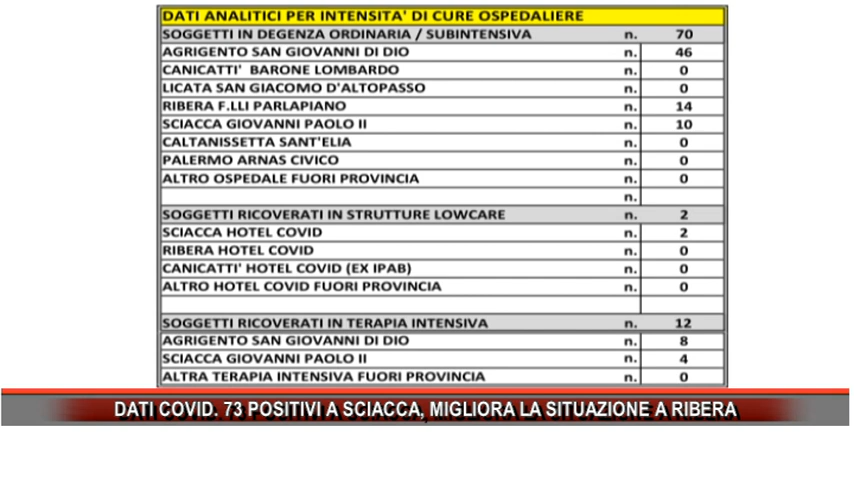 DATI ANALITICI PER INTENSITA' DI CURE OSPEDALIERE
SOGGETTI IN DEGENZA ORDINARIA / SUBINTENSIVA n. 70
AGRIGENTO SAN GIOVANNI DI DIO n. 46
CANICATTI' BARONE LOMBARDO n. 0
LICATA SAN GIACOMO D'ALTOPASSO n. 0
RIBERA F.LLI PARLAPIANO n. 14
SCIACCA GIOVANNI PAOLO II n. 10
CALTANISSETTA SANT'ELIA n. 0
PALERMO ARNAS CIVICO n. 0
ALTRO OSPEDALE FUORI PROVINCIA n. 0
n.
SOGGETTI RICOVERATI IN STRUTTURE LOWCARE n. 2
SCIACCA HOTEL COVID n. 2
RIBERA HOTEL COVID n. 0
CANICATTI' HOTEL COVID (EX IPAB) n. 0
ALTRO HOTEL COVID FUORI PROVINCIA n. 0
SOGGETTI RICOVERATI IN TERAPIA INTENSIVA n. 12
AGRIGENTO SAN GIOVANNI DI DIO n. 8
SCIACCA GIOVANNI PAOLO II n. 4
ALTRA TERAPIA INTENSIVA FUORI PROVINCIA n. 0
DATI COVID. 73 POSITIVI A SCIACCA, MIGLIORA LA SITUAZIONE A RIBERA